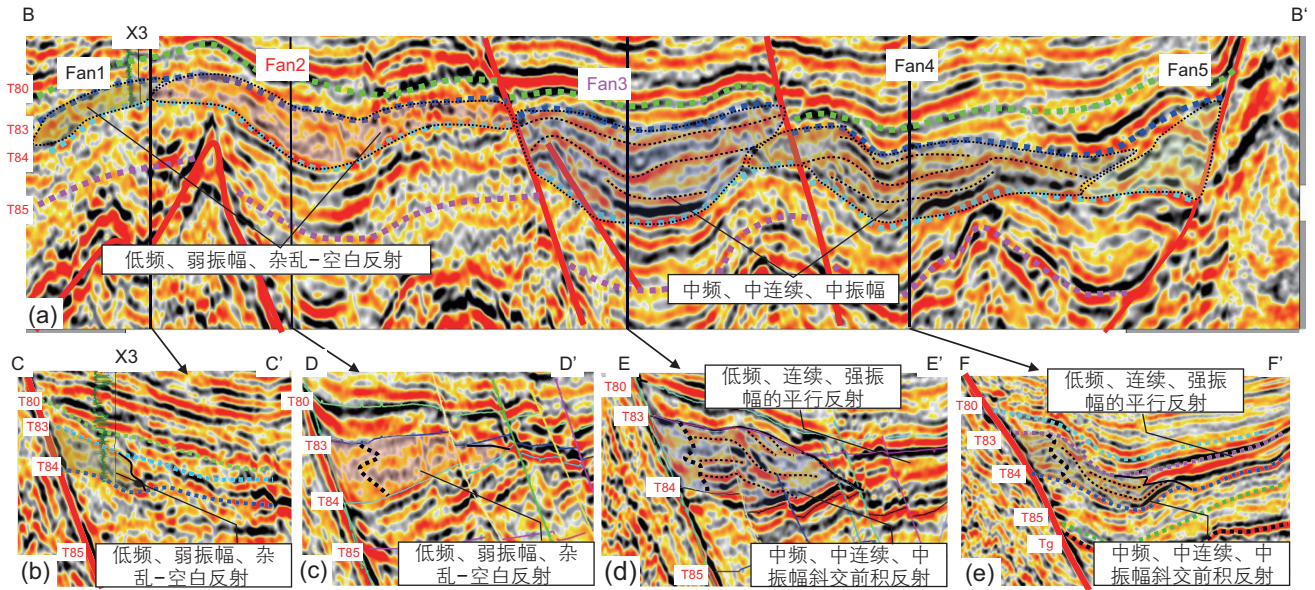 B
B‘
X3
Fan1
Fan2
Fan3
Fan4
Fan5
T80
T83
T84
T85
低频、弱振幅、杂乱-空白反射
中频、中连续、中振幅
(a)
C
X3
C’
T80
T83
T84
T85
低频、弱振幅、杂
乱-空白反射
(b)
D
D’
T80
T83
T84
T85
低频、弱振幅、杂
乱-空白反射
(c)
E
E’
T80
T83
T84
T85
低频、连续、强振
幅的平行反射
中频、中连续、中
振幅斜交前积反射
(d)
F
F’
T80
T83
T84
T85
Tg
低频、连续、强振
幅的平行反射
中频、中连续、中
振幅斜交前积反射
(e)